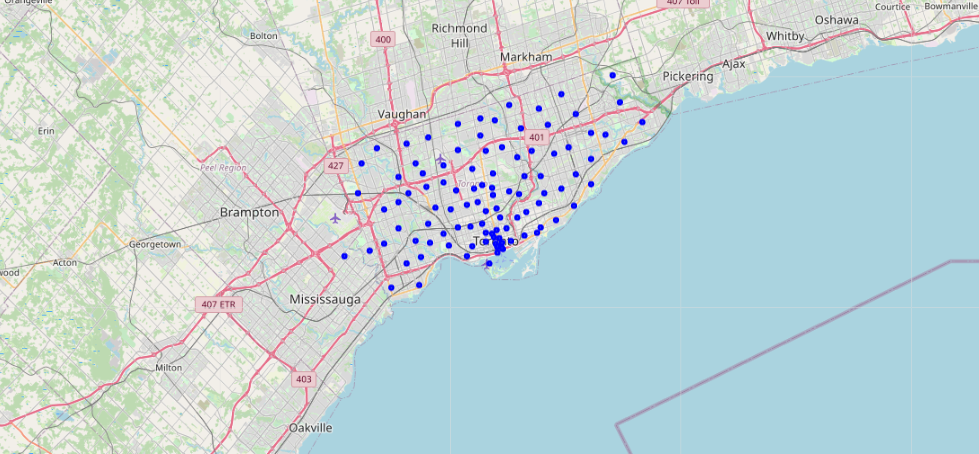 Orangeville
407 Toll
Courtice
Bowmanville
Oshawa
Richmond
Hill
400
Bolton
Whitby
Markham
Ajax
Pickering
Vaughan
Erin
401
427
Peel Region
Brampton
Georgetown
Acton
Mississauga
407 ETR
Milton
403
Oakville